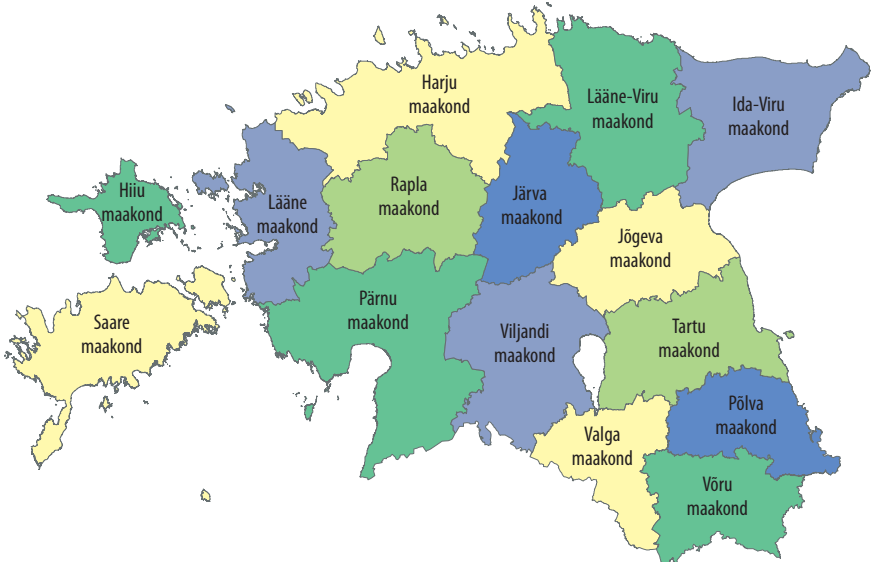 Harju
maakond
Lääne-Viru
maakond
Ida-Viru
maakond
Hiiu
maakond
Lääne
maakond
Rapla
maakond
Järva
maakond
Jõgeva
maakond
Saare
maakond
Pärnu
maakond
Viljandi
maakond
Tartu
maakond
Põlva
maakond
Valga
maakond
Võru
maakond